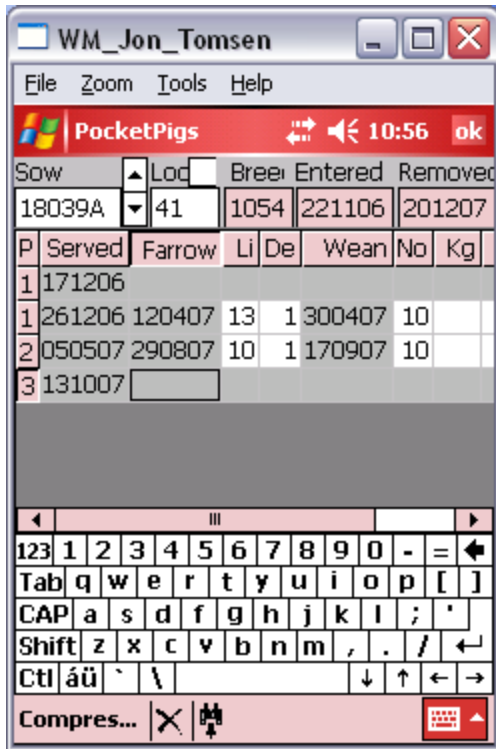 WM_Jon_Tomsen
File Zoom Tools Help
PocketPigs 10:56 ok
Sow Loc Breei Entered Removed
18039A 41 1054 221106 201207
P Served Farrow Li De Wean No Kg
1 171206
1 261206 120407 13 1 300407 10
2 050507 290807 10 1 170907 10
3 131007
123 1 2 3 4 5 6 7 8 9 0 - =
Tab q w e r t y u i o p [ ]
CAP a s d f g h j k l ; '
Shift z x c v b n m , . /
Ctl áü ` \
Compres...